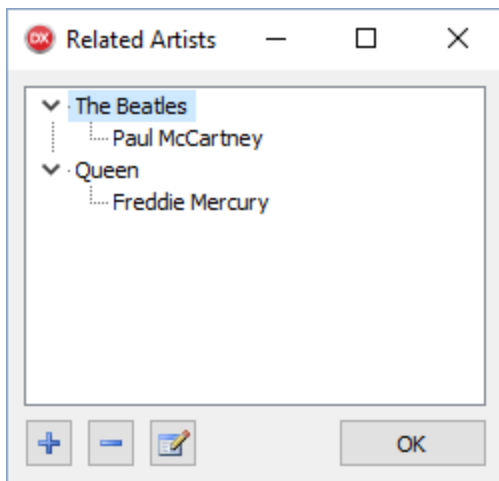 DX Related Artists
The Beatles
Paul McCartney
Queen
Freddie Mercury
OK